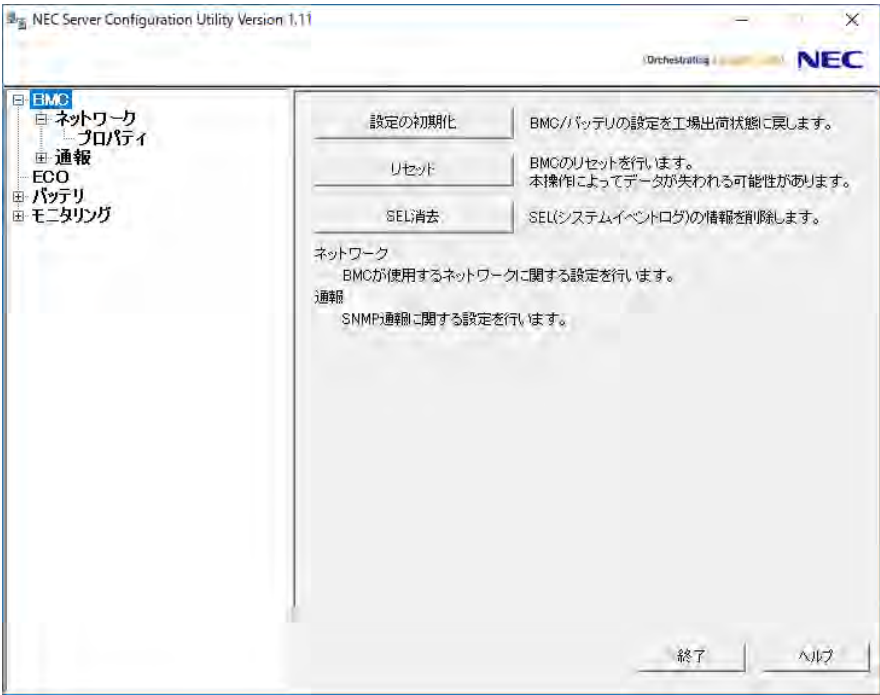 NEC Server Configuration Utility Version 1.11
Orchestrating
NEC
BMC
ネットワーク
プロパティ
通報
ECO
バッテリ
モニタリング
設定の初期化
BMC/バッテリの設定を工場出荷状態に戻します。
リセット
BMCのリセットを行います。
本操作によってデータが失われる可能性があります。
SEL消去
SEL(システムイベントログ)の情報を削除します。
ネットワーク
BMCが使用するネットワークに関する設定を行います。
通報
SNMP通報に関する設定を行います。
終了
ヘルプ